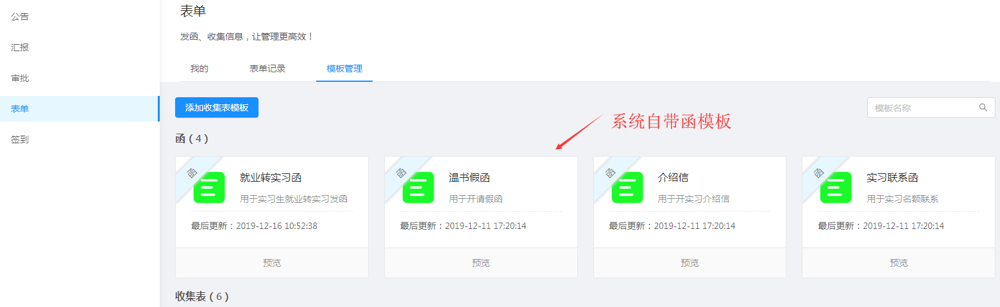 公告
汇报
审批
表单
签到
表单
发函、收集信息，让管理更高效！
我的
表单记录
模板管理
添加收集表模板
模板名称
系统自带函模板
函（4）
函
就业转实习函
用于实习生就业转实习发函
最后更新：2019-12-16 10:52:38
预览
函
温书假函
用于开请假函
最后更新：2019-12-11 17:20:14
预览
函
介绍信
用于开实习介绍信
最后更新：2019-12-11 17:20:14
预览
函
实习联系函
用于实习名额联系
最后更新：2019-12-11 17:20:14
预览
收集表（6）